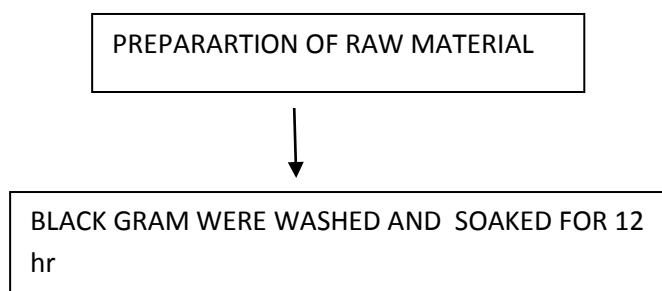 PREPARARTION OF RAW MATERIAL
BLACK GRAM WERE WASHED AND SOAKED FOR 12
hr